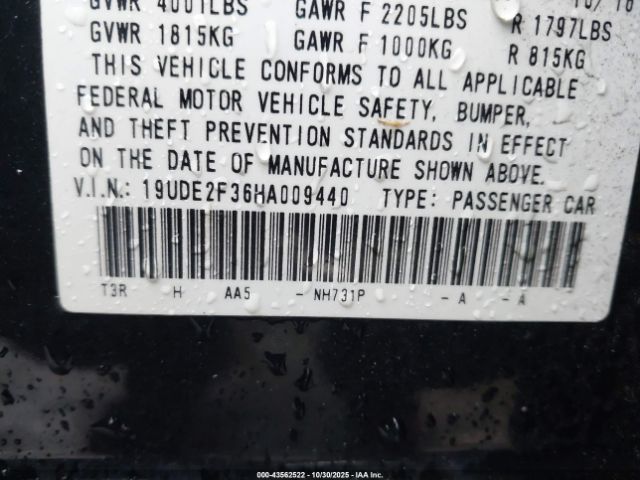 10/16
GVWR 4001LBS GAWR F 2205LBS R 1797LBS
GVWR 1815KG GAWR F 1000KG R 815KG
THIS VEHICLE CONFORMS TO ALL APPLICABLE
FEDERAL MOTOR VEHICLE SAFETY, BUMPER,
AND THEFT PREVENTION STANDARDS IN EFFECT
ON THE DATE OF MANUFACTURE SHOWN ABOVE.
V.I.N.: 19UDE2F36HA009440 TYPE: PASSENGER CAR
T3R H AA5 - NH731P - A - A
000-43562522 - 10/30/2025 - IAA Inc.